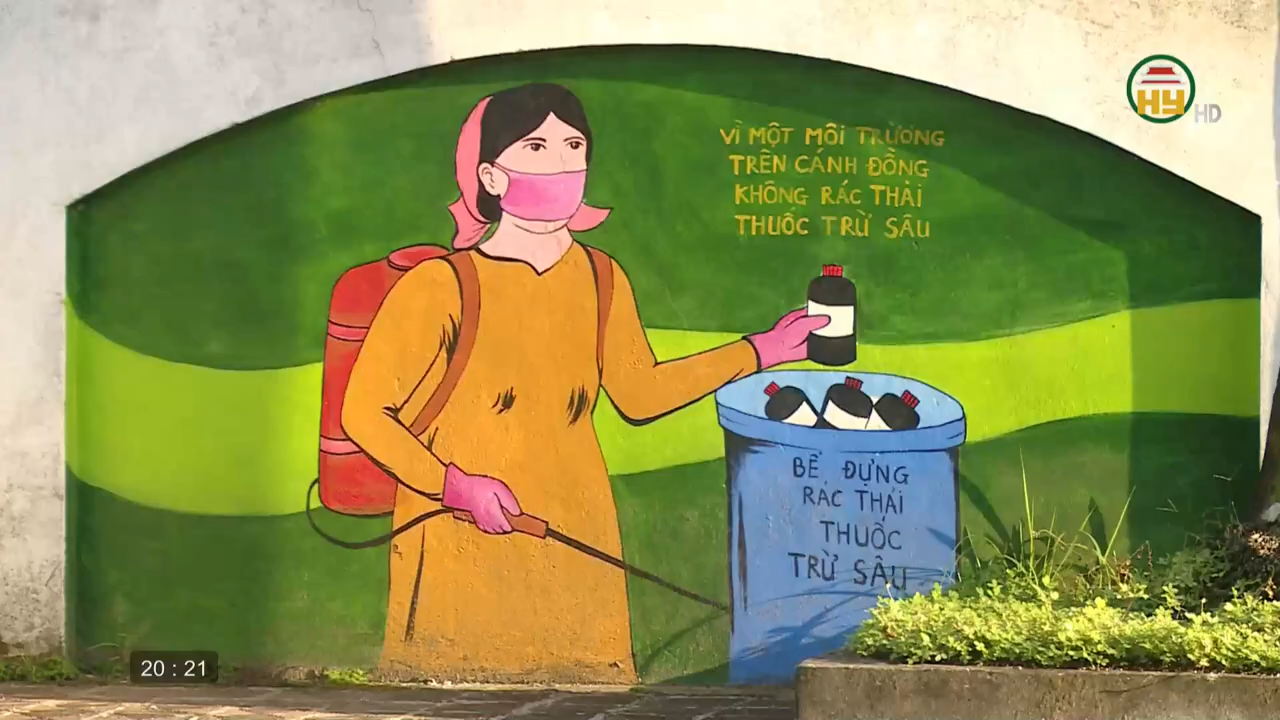 HY HD
VÌ MỘT MÔI TRƯỜNG
TRÊN CÁNH ĐỒNG
KHÔNG RÁC THẢI
THUỐC TRỪ SÂU
BỂ ĐỰNG
RÁC THẢI
THUỐC
TRỪ SÂU
20 : 21